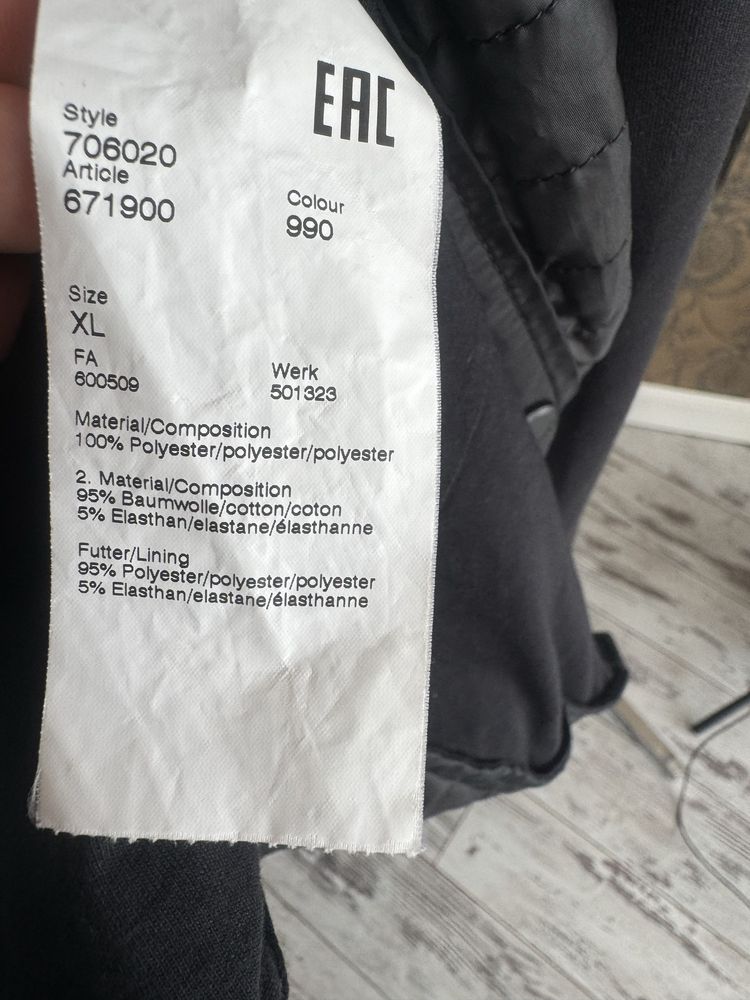 EAC
Style
706020
Article
671900
Colour
990
Size
XL
FA
600509
Werk
501323
Material/Composition
100% Polyester/polyester/polyester
2. Material/Composition
95% Baumwolle/cotton/coton
5% Elasthan/elastane/élasthanne
Futter/Lining
95% Polyester/polyester/polyester
5% Elasthan/elastane/élasthanne